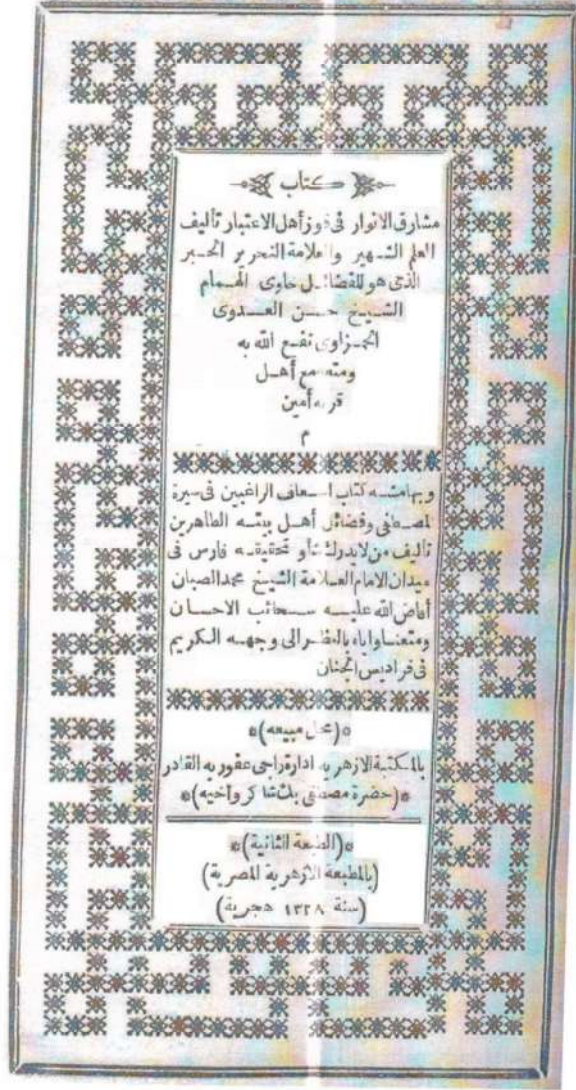 كتاب
مشارق الانوار فى فوز أهل الاعتبار تأليف
العلم الشهير والعلامة النحرير الحبر
الذى هو للفضائل حاوى الهمام
الشيخ حسن العدوى
الحمزاوى نفع الله به
ومتع أهل
قربه أمين
م
وبهامشه كتاب اسعاف الراغبين فى سيرة
المصطفى وفضائل أهل بيته الطاهرين
تأليف من لا يدرك شأو تحقيقه فارس فى
ميدان الامام العلامة الشيخ محمد الصبان
أفاض الله عليه سحائب الاحسان
ومتعنا واياه بالنظر الى وجهه الكريم
فى فراديس الجنان
*(محل مبيعه)*
بالمكتبة الازهرية ادارة راجى عفو ربه القادر
*(حضرة مصطفى بك شاكر وأخيه)*
*(الطبعة الثانية)*
(بالمطبعة الازهرية المصرية)
(سنة ١٣٢٨ هجرية)